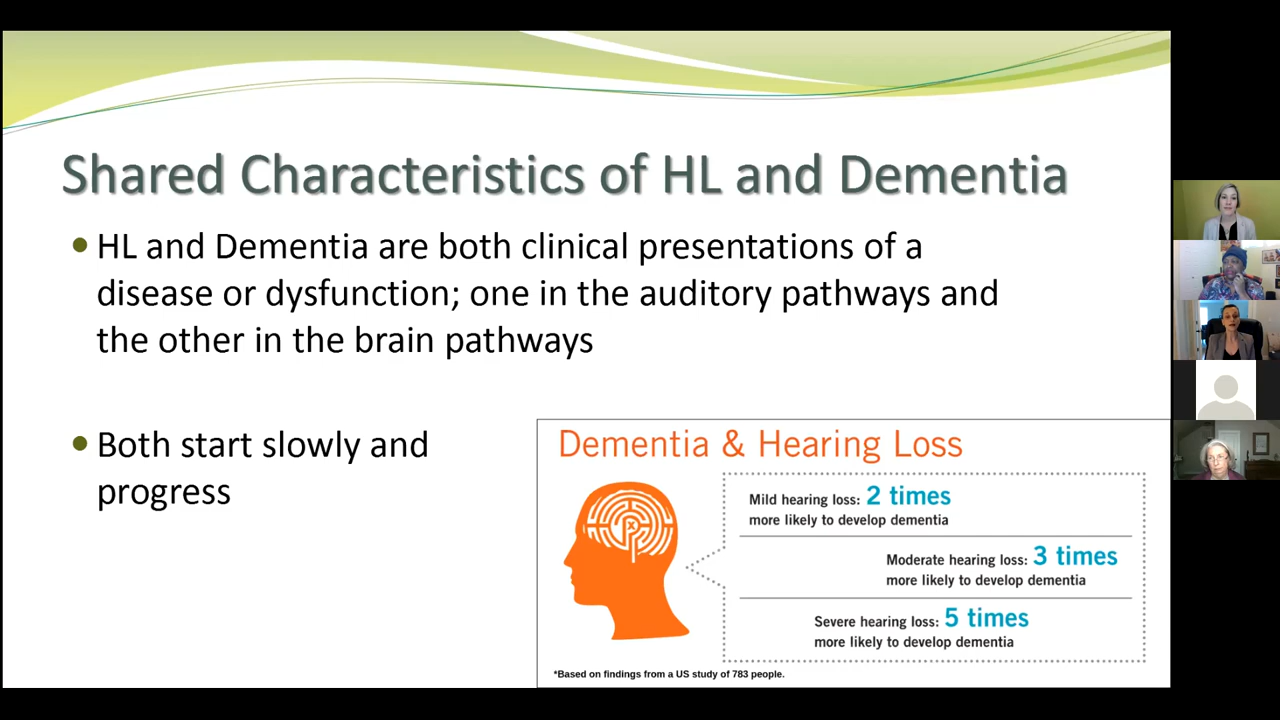 Shared Characteristics of HL and Dementia
• HL and Dementia are both clinical presentations of a
disease or dysfunction; one in the auditory pathways and
the other in the brain pathways
• Both start slowly and
progress
Dementia & Hearing Loss
Mild hearing loss: 2 times
more likely to develop dementia
Moderate hearing loss: 3 times
more likely to develop dementia
Severe hearing loss: 5 times
more likely to develop dementia
*Based on findings from a US study of 783 people.